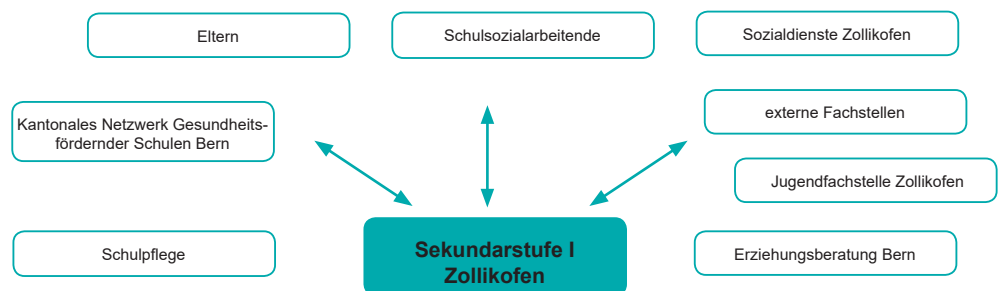 Eltern
Schulsozialarbeitende
Sozialdienste Zollikofen
Kantonales Netzwerk Gesundheits-
fördernder Schulen Bern
externe Fachstellen
Jugendfachstelle Zollikofen
Schulpflege
Sekundarstufe I
Zollikofen
Erziehungsberatung Bern